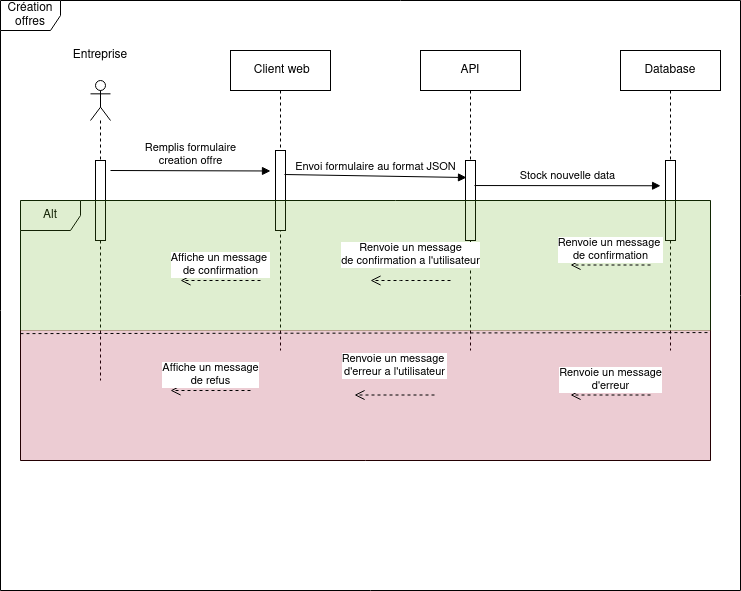 Création
offres
Entreprise
Client web
API
Database
Remplis formulaire
creation offre
Envoi formulaire au format JSON
Stock nouvelle data
Alt
Affiche un message
de confirmation
Renvoie un message
de confirmation a l'utilisateur
Renvoie un message
de confirmation
Affiche un message
de refus
Renvoie un message
d'erreur a l'utilisateur
Renvoie un message
d'erreur